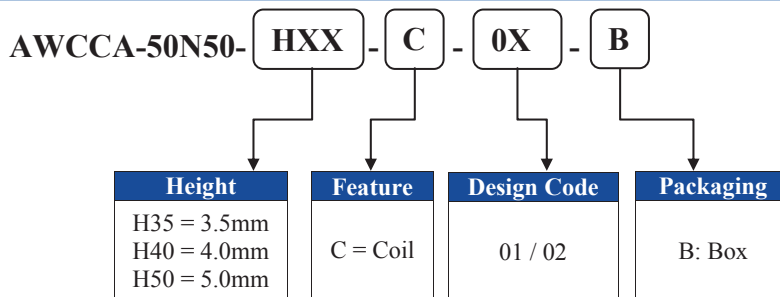 AWCCA-50N50- HXX - C - 0X - B
Height
H35 = 3.5mm
H40 = 4.0mm
H50 = 5.0mm
Feature
C = Coil
Design Code
01 / 02
Packaging
B: Box